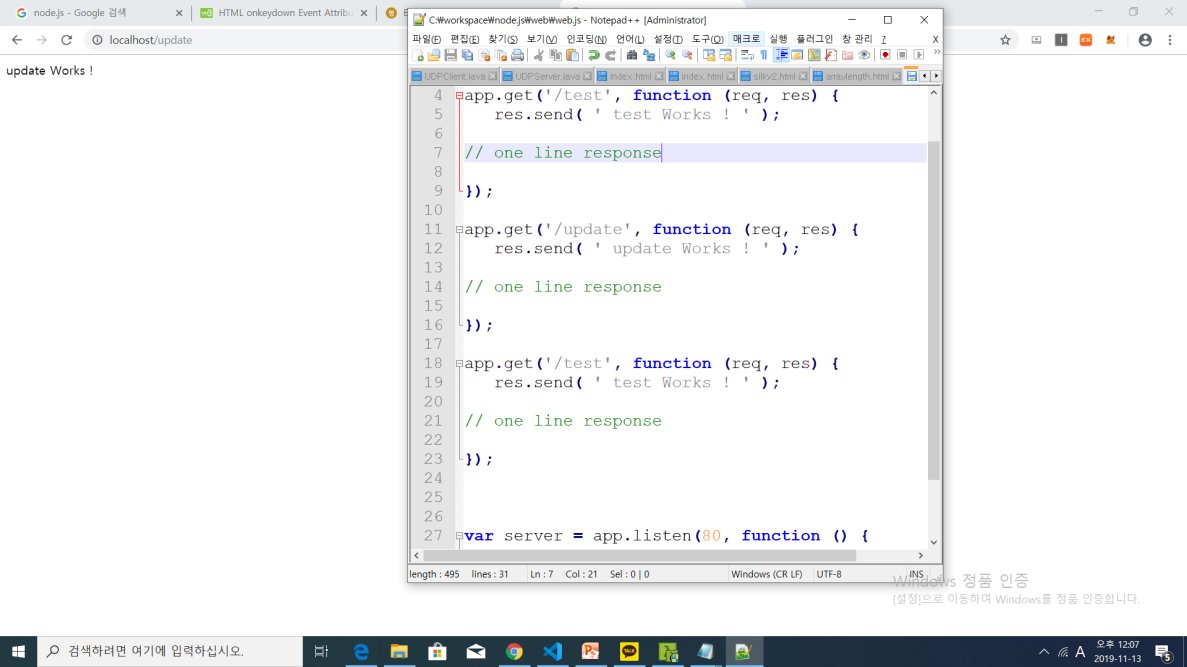 node.js - Google 검색
HTML onkeydown Event Attribu
localhost/update
update Works !
C:\workspace\node.js\web\web.js - Notepad++ [Administrator]
파일(F) 편집(E) 찾기(S) 보기(V) 인코딩(N) 언어(L) 설정(T) 도구(O) 매크로 실행 플러그인 창 관리 ? X
UDPClient.java UDPServer.java index.html index.html silkv2.html arraylength.html
4 app.get('/test', function (req, res) {
5 res.send( ' test Works ! ' );
6
7 // one line response
8
9 });
10
11 app.get('/update', function (req, res) {
12 res.send( ' update Works ! ' );
13
14 // one line response
15
16 });
17
18 app.get('/test', function (req, res) {
19 res.send( ' test Works ! ' );
20
21 // one line response
22
23 });
24
25
26
27 var server = app.listen(80, function () {
length : 495 lines : 31 Ln : 7 Col : 21 Sel : 0 | 0 Windows (CR LF) UTF-8 INS
Windows 정품 인증
[설정]으로 이동하여 Windows를 정품 인증합니다.
검색하려면 여기에 입력하십시오.
A
오후 12:07
2019-11-13
5